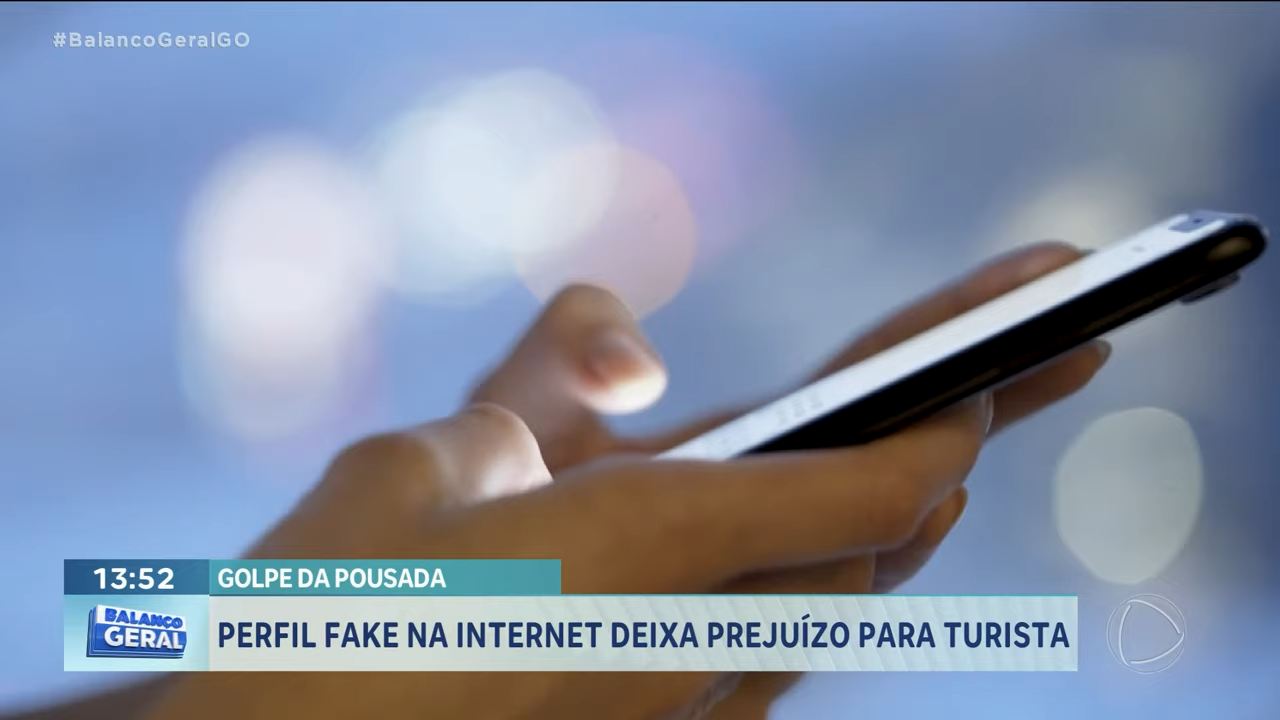 #BalancoGeralGO
13:52
GOLPE DA POUSADA
BALANÇO
GERAL
PERFIL FAKE NA INTERNET DEIXA PREJUÍZO PARA TURISTA